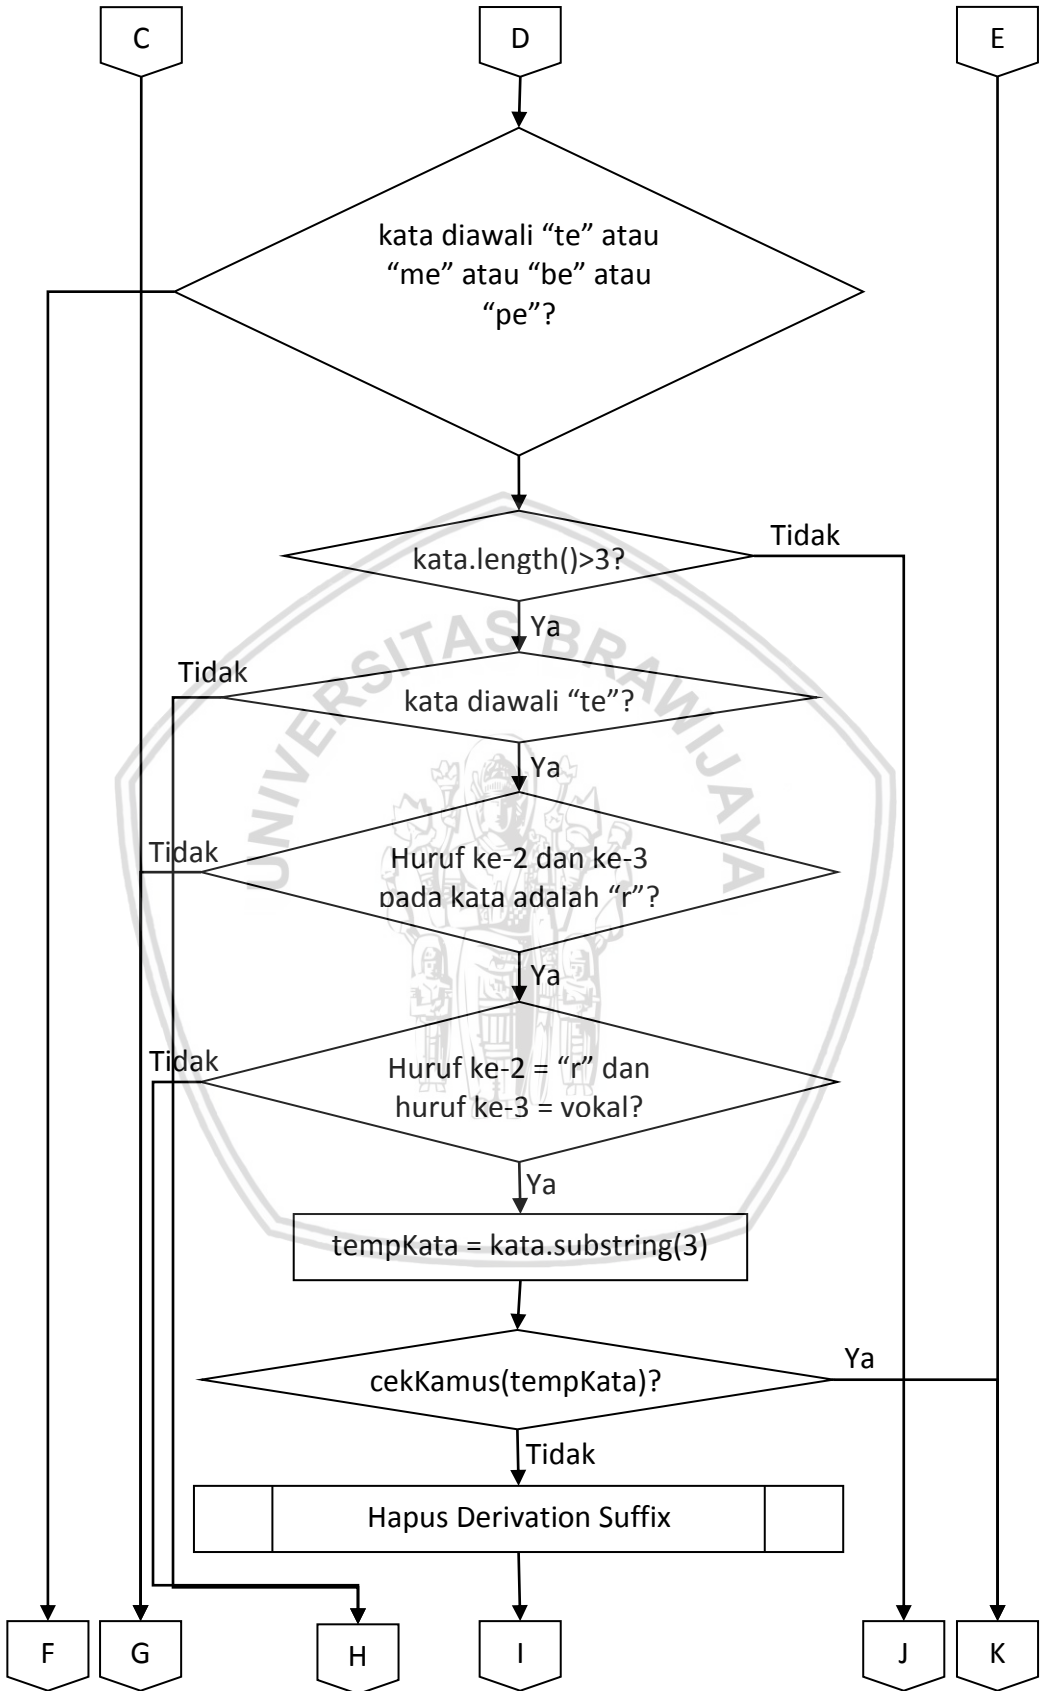 C
D
E
kata diawali “te” atau
“me” atau “be” atau
“pe”?
kata.length()>3?
Tidak
Ya
UNIVERSITAS BRAWIJAYA
Tidak
kata diawali “te”?
Ya
Tidak
Huruf ke-2 dan ke-3
pada kata adalah “r”?
Ya
Tidak
Huruf ke-2 = “r” dan
huruf ke-3 = vokal?
Ya
tempKata = kata.substring(3)
cekKamus(tempKata)?
Ya
Tidak
Hapus Derivation Suffix
F
G
H
I
J
K